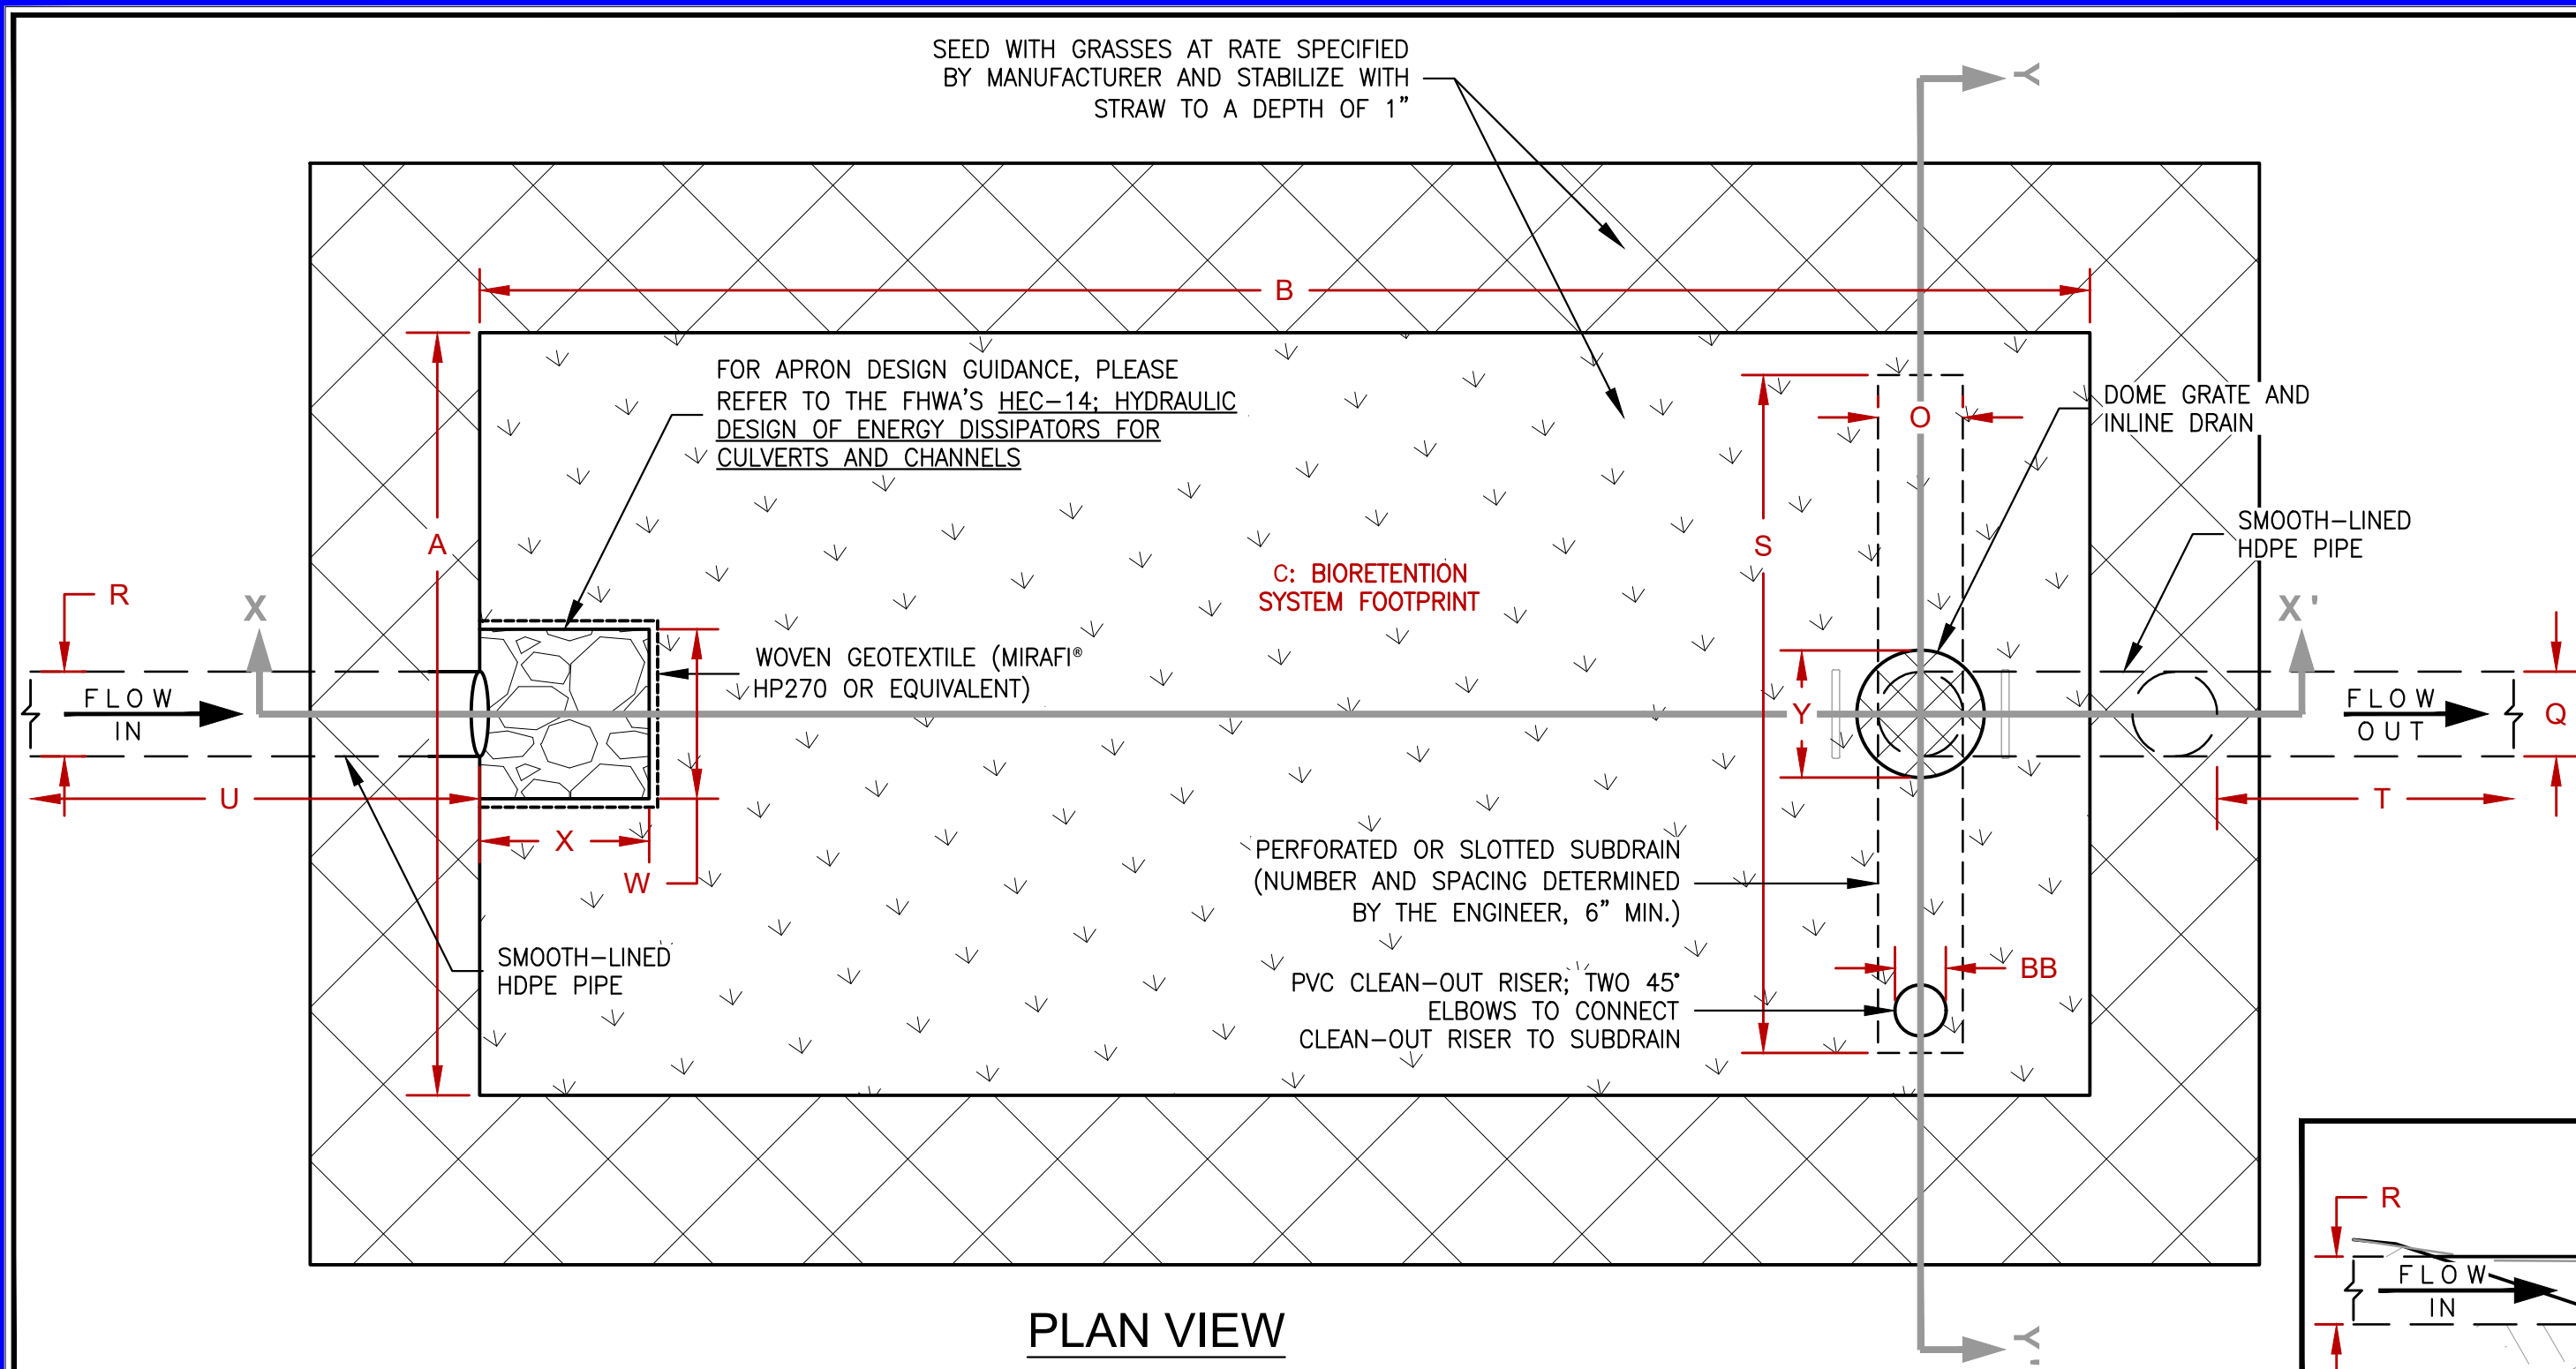 SEED WITH GRASSES AT RATE SPECIFIED
BY MANUFACTURER AND STABILIZE WITH
STRAW TO A DEPTH OF 1”
Y
B
FOR APRON DESIGN GUIDANCE, PLEASE
REFER TO THE FHWA'S HEC-14; HYDRAULIC
DESIGN OF ENERGY DISSIPATORS FOR
CULVERTS AND CHANNELS
DOME GRATE AND
INLINE DRAIN
O
A
S
SMOOTH-LINED
HDPE PIPE
C: BIORETENTION
SYSTEM FOOTPRINT
R
X
X'
WOVEN GEOTEXTILE (MIRAFI®
HP270 OR EQUIVALENT)
FLOW
IN
Y
FLOW
OUT
Q
U
T
X
W
PERFORATED OR SLOTTED SUBDRAIN
(NUMBER AND SPACING DETERMINED
BY THE ENGINEER, 6” MIN.)
SMOOTH-LINED
HDPE PIPE
PVC CLEAN-OUT RISER; TWO 45°
ELBOWS TO CONNECT
CLEAN-OUT RISER TO SUBDRAIN
BB
R
FLOW
IN
Y'
PLAN VIEW